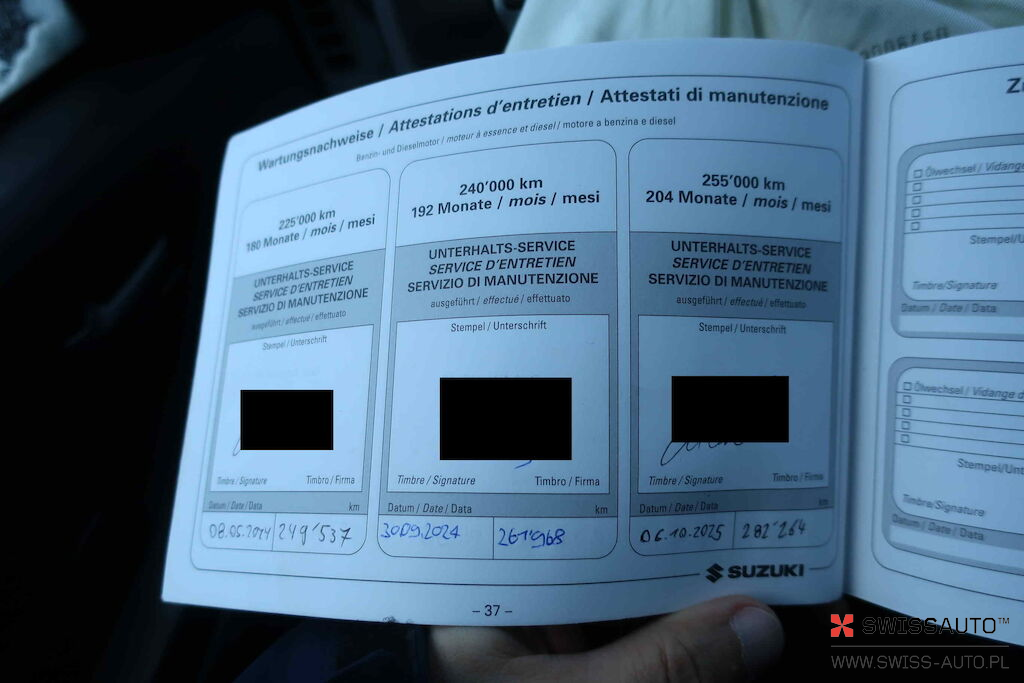 Wartungsnachweise / Attestations d'entretien / Attestati di manutenzione
Benzin- und Dieselmotor / moteur à essence et diesel / motore a benzina e diesel
225'000 km
180 Monate / mois / mesi
UNTERHALTS-SERVICE
SERVICE D'ENTRETIEN
SERVIZIO DI MANUTENZIONE
ausgeführt / effectué / effettuato
Stempel / Unterschrift
Timbre / Signature Timbro / Firma
Datum / Date / Data km
08.05.2024 249'537
240'000 km
192 Monate / mois / mesi
UNTERHALTS-SERVICE
SERVICE D'ENTRETIEN
SERVIZIO DI MANUTENZIONE
ausgeführt / effectué / effettuato
Stempel / Unterschrift
Timbre / Signature Timbro / Firma
Datum / Date / Data km
30.09.2024 261'968
255'000 km
204 Monate / mois / mesi
UNTERHALTS-SERVICE
SERVICE D'ENTRETIEN
SERVIZIO DI MANUTENZIONE
ausgeführt / effectué / effettuato
Stempel / Unterschrift
Timbre / Signature Timbro / Firma
Datum / Date / Data km
06.10.2025 282'264
SUZUKI
– 37 –
Ölwechsel / Vidange
Stempel/Unt
Timbre/Signature
Datum / Date / Data
Ölwechsel / Vidange d
Stempel/Unt
Timbre/Signature
Datum / Date / Data
SWISSAUTO™
WWW.SWISS-AUTO.PL